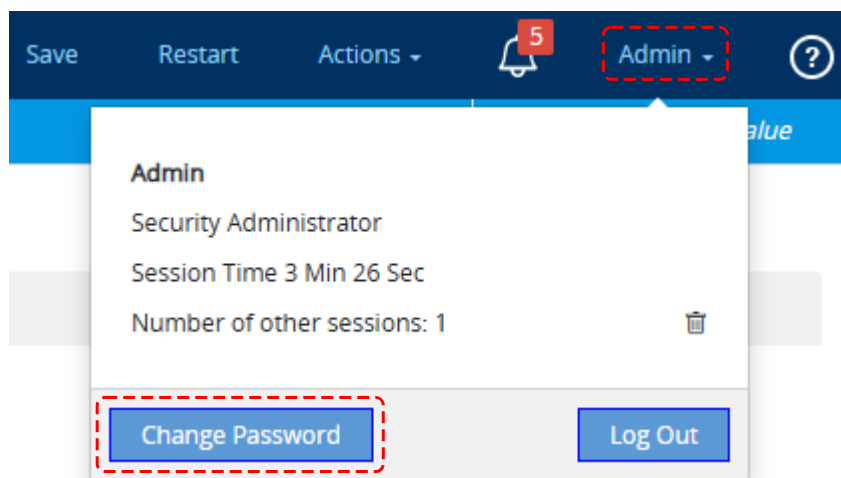 Save Restart Actions 5 Admin ?
alue
Admin
Security Administrator
Session Time 3 Min 26 Sec
Number of other sessions: 1
Change Password Log Out